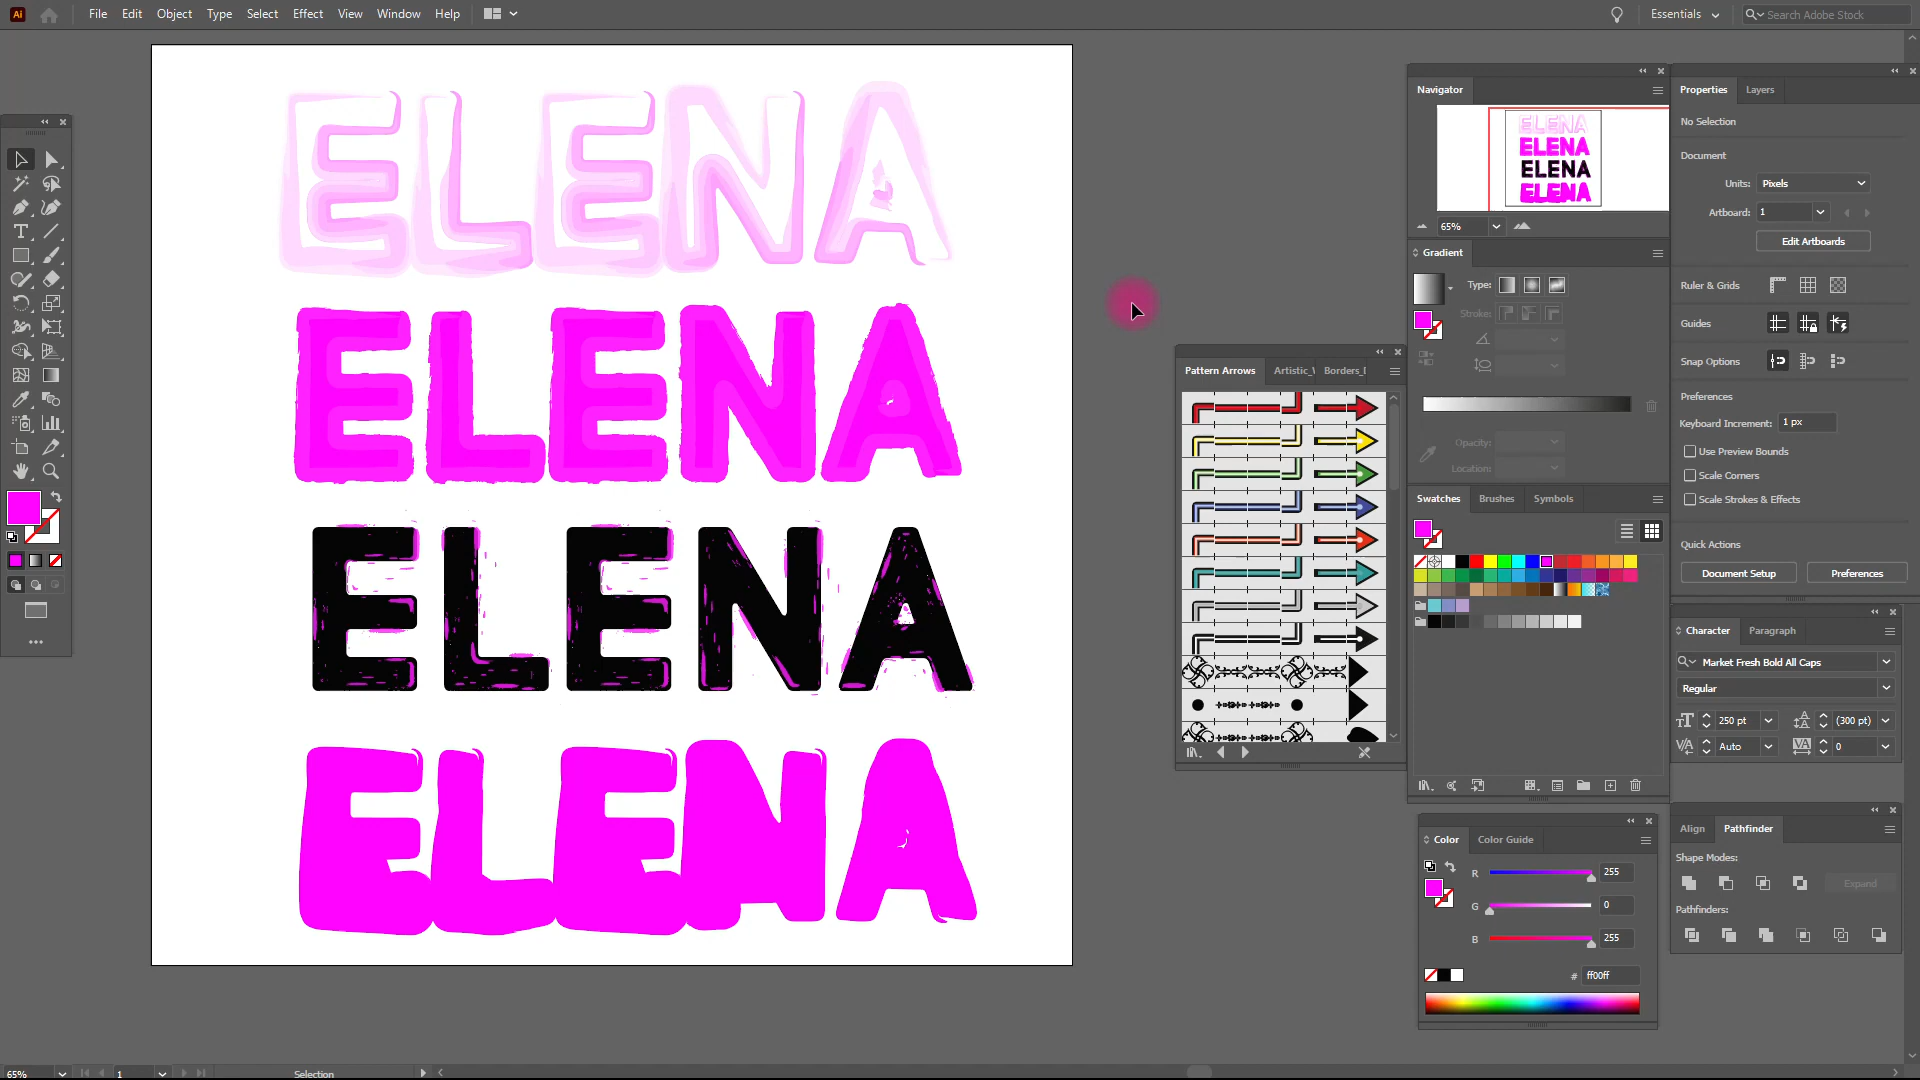 Ai File Edit Object Type Select Effect View Window Help Essentials Search Adobe Stock
ELENA
ELENA
ELENA
ELENA
Navigator
65%
Gradient
Type:
Stroke:
Opacity:
Location:
Pattern Arrows Artistic_ Borders_
Swatches Brushes Symbols
Color Color Guide
R 255
G 0
B 255
# ff00ff
Properties Layers
No Selection
Document
Units: Pixels
Artboard: 1
Edit Artboards
Ruler & Grids
Guides
Snap Options
Preferences
Keyboard Increment: 1 px
Use Preview Bounds
Scale Corners
Scale Strokes & Effects
Quick Actions
Document Setup Preferences
Character Paragraph
Market Fresh Bold All Caps
Regular
250 pt (300 pt)
Auto 0
Align Pathfinder
Shape Modes:
Expand
Pathfinders:
65% 1 Selection